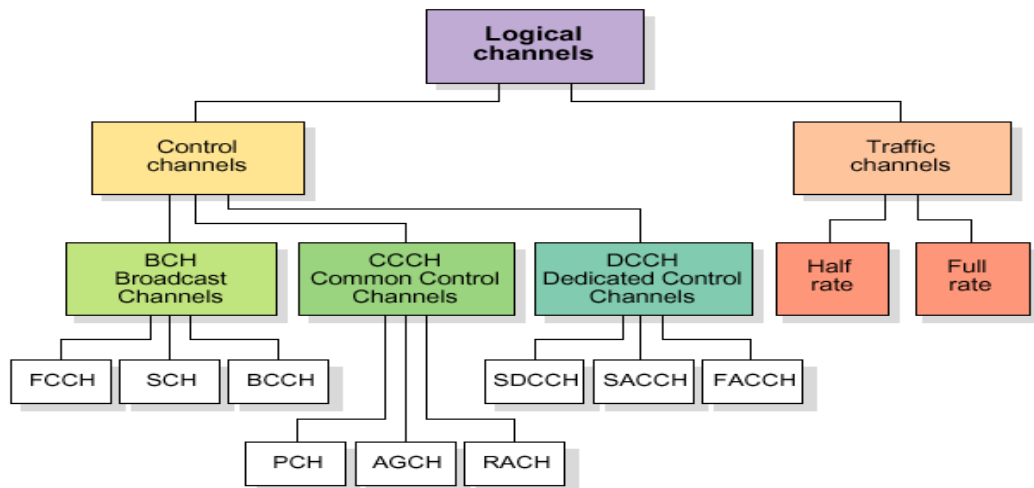 Logical
channels
Control
channels
Traffic
channels
BCH
Broadcast
Channels
CCCH
Common Control
Channels
DCCH
Dedicated Control
Channels
Half
rate
Full
rate
FCCH
SCH
BCCH
SDCCH
SACCH
FACCH
PCH
AGCH
RACH